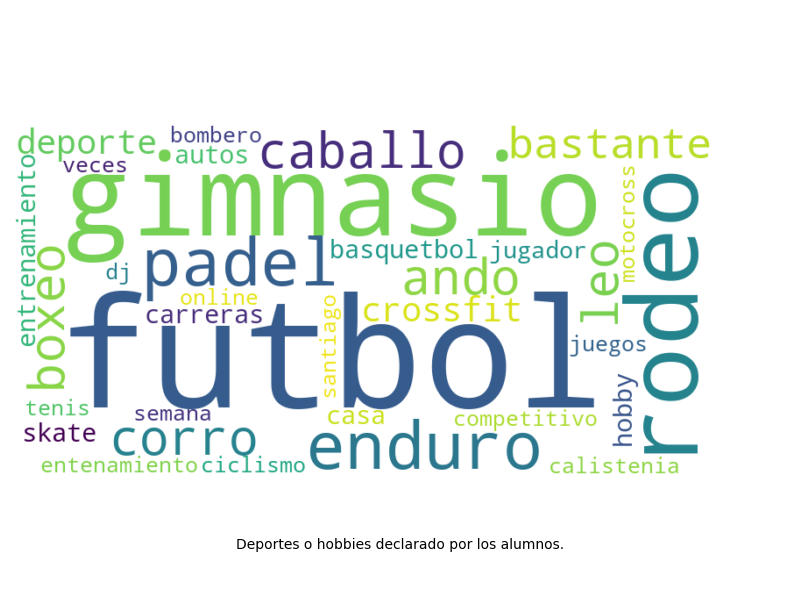 bombero
deporte
caballo
bastante
autos
veces
gimnasio
entrenamiento
motocross
rodeo
padel
basquetbol
jugador
leo
boxeo
dj
ando
online
futbol
santiago
carreras
crossfit
juegos
hobby
tenis
semana
casa
competitivo
skate
corro
enduro
entenamiento
ciclismo
calistenia
Deportes o hobbies declarado por los alumnos.